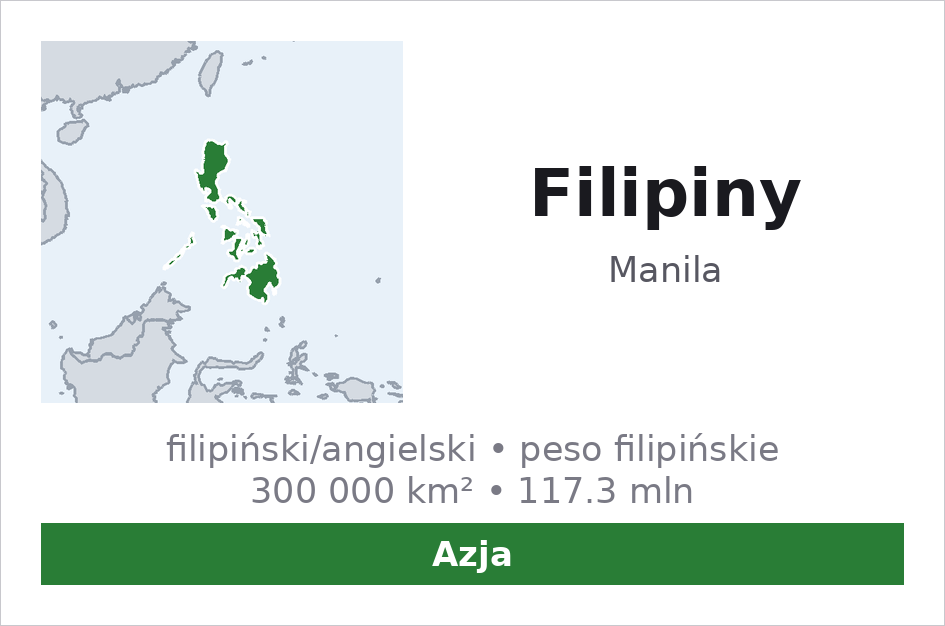 Filipiny
Manila
filipiński/angielski • peso filipińskie
300 000 km² • 117.3 mln
Azja